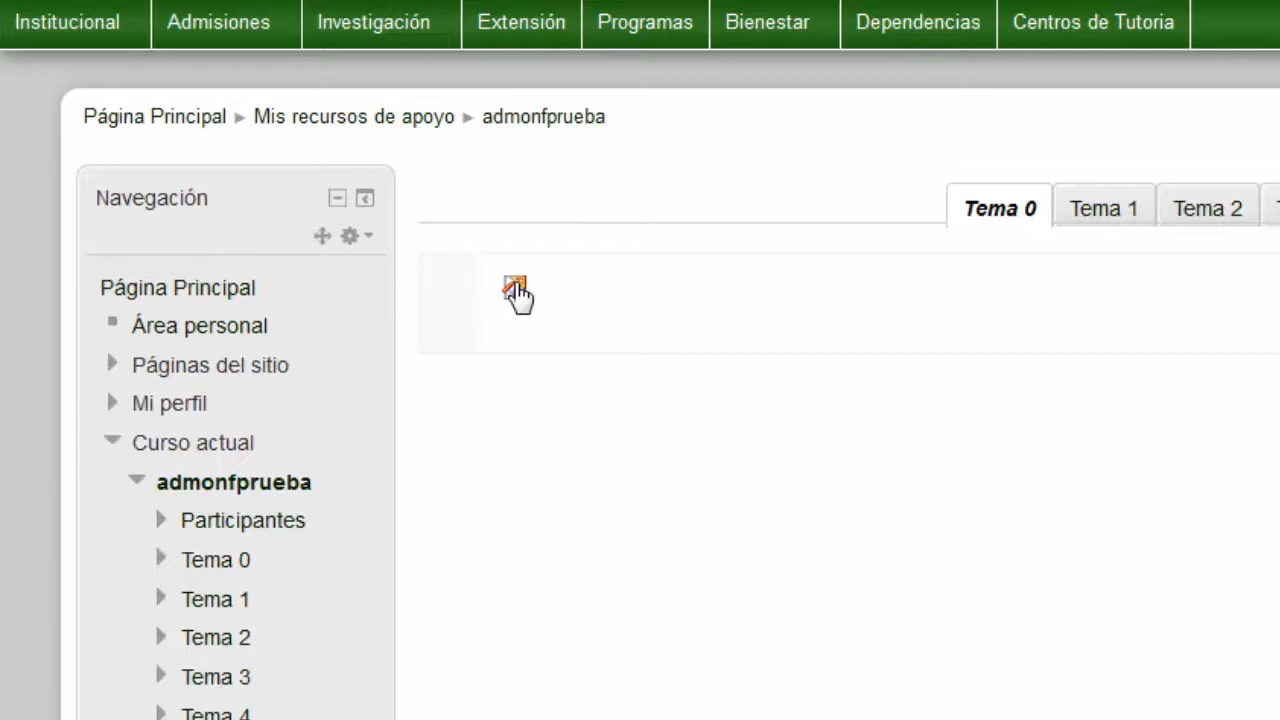 Institucional Admisiones Investigación Extensión Programas Bienestar Dependencias Centros de Tutoria
Página Principal ▶ Mis recursos de apoyo ▶ admonfprueba
Navegación
Tema 0 Tema 1 Tema 2
Página Principal
Área personal
Páginas del sitio
Mi perfil
Curso actual
admonfprueba
Participantes
Tema 0
Tema 1
Tema 2
Tema 3
Tema 4